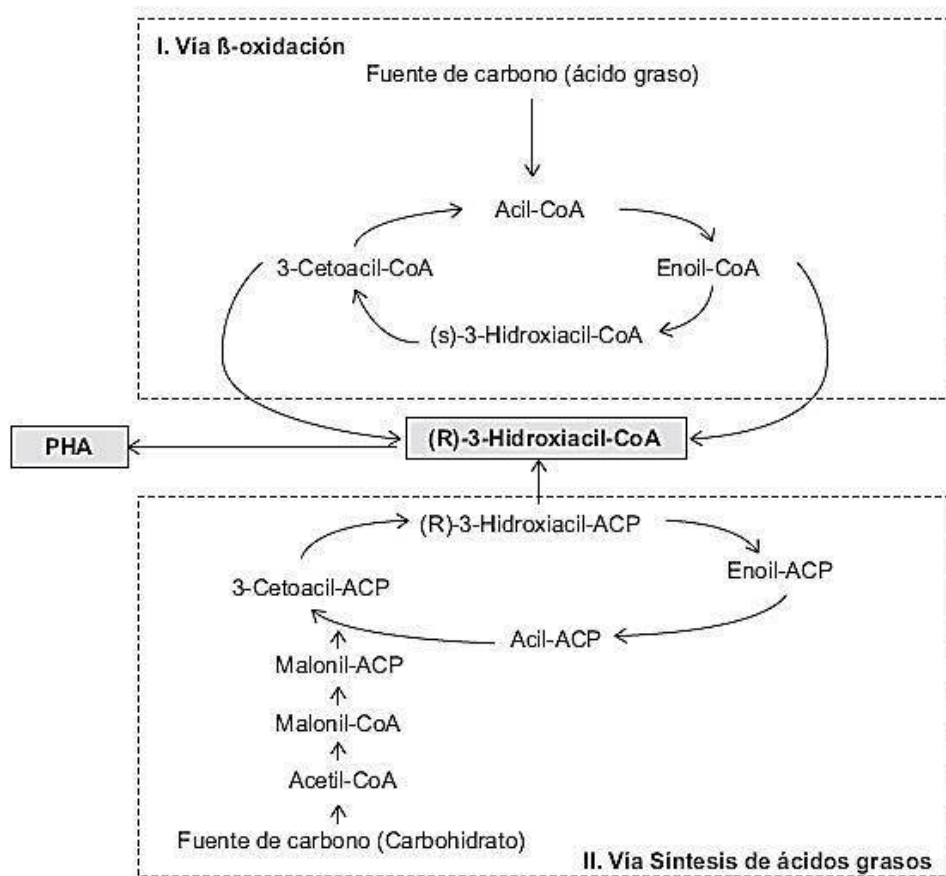 I. Vía ß-oxidación
Fuente de carbono (ácido graso)
Acil-CoA
3-Cetoacil-CoA
Enoil-CoA
(s)-3-Hidroxiacil-CoA
PHA
(R)-3-Hidroxiacil-CoA
(R)-3-Hidroxiacil-ACP
Enoil-ACP
3-Cetoacil-ACP
Acil-ACP
Malonil-ACP
Malonil-CoA
Acetil-CoA
Fuente de carbono (Carbohidrato)
II. Vía Síntesis de ácidos grasos